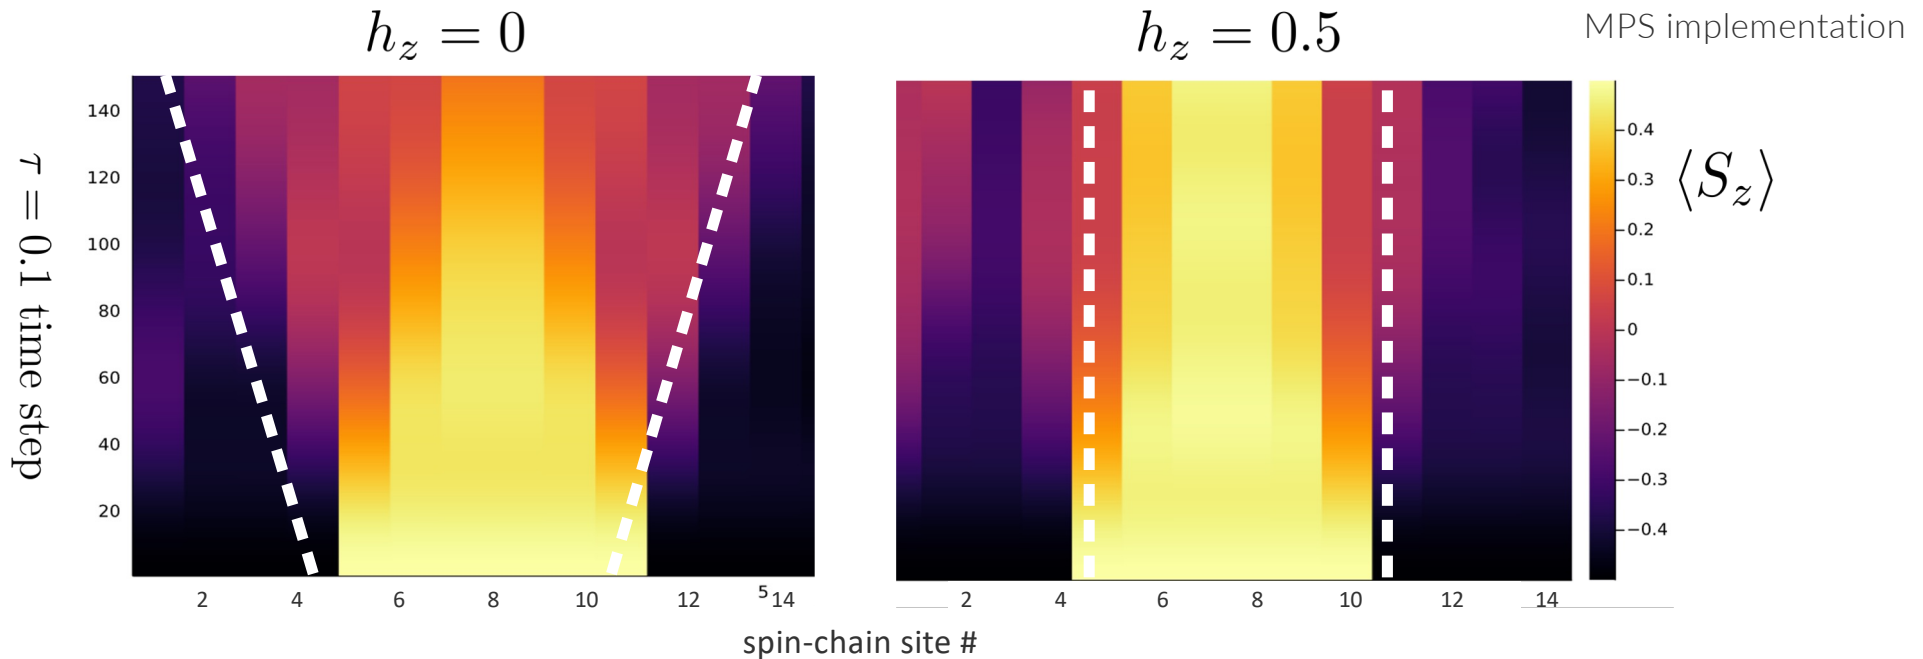 h_z = 0
h_z = 0.5
MPS implementation
τ = 0.1 time step
140
120
100
80
60
40
20
2 4 6 8 10 12 5 14
2 4 6 8 10 12 14
spin-chain site #
0.4
0.3
0.2
0.1
0
−0.1
−0.2
−0.3
−0.4
⟨S_z⟩